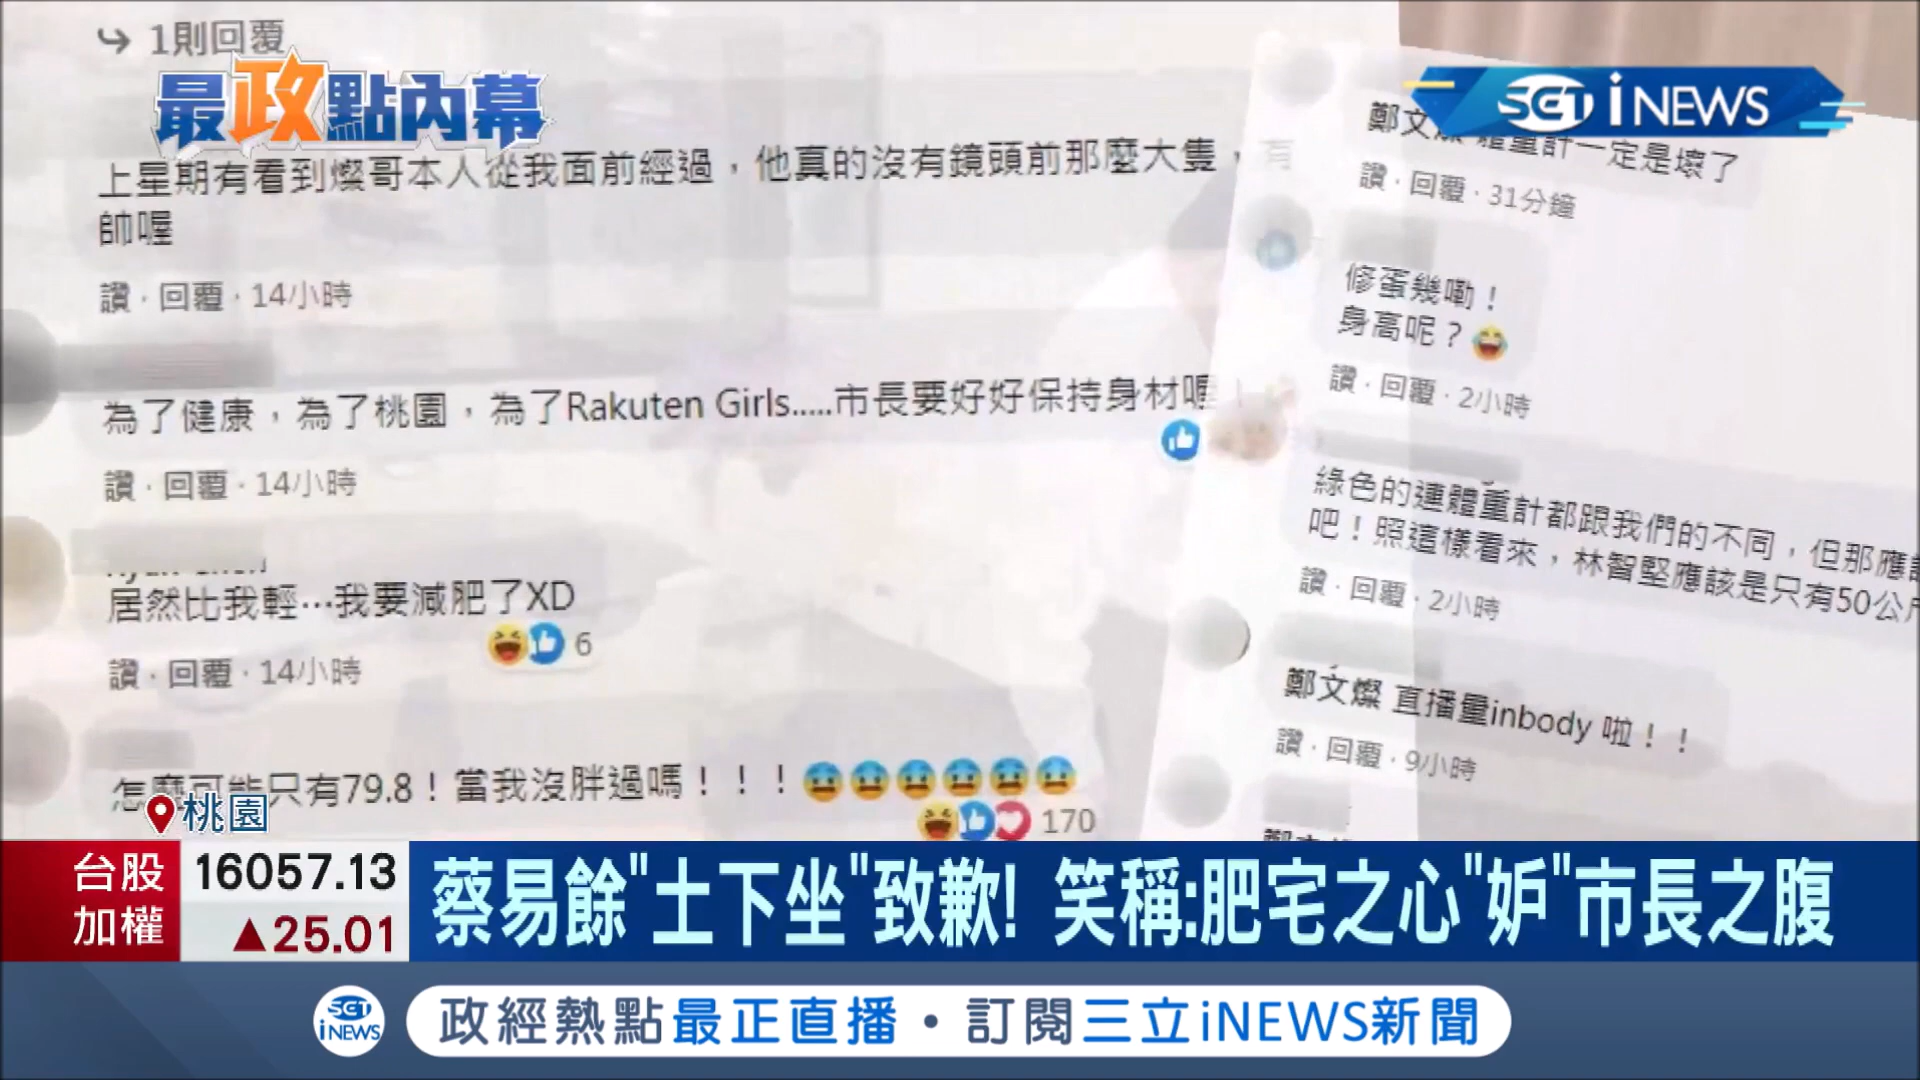 1則回覆
最政點內幕
SET iNEWS
上星期有看到燦哥本人從我面前經過，他真的沒有鏡頭前那麼大隻，有
帥喔
讚．回覆．14小時
為了健康，為了桃園，為了Rakuten Girls.....市長要好好保持身材喔！
讚．回覆．14小時
居然比我輕...我要減肥了XD
6
讚．回覆．14小時
怎麼可能只有79.8！當我沒胖過嗎！！！
170
鄭文燦 體重計一定是壞了
讚．回覆．31分鐘
修蛋幾嘞！
身高呢？
讚．回覆．2小時
綠色的連體重計都跟我們的不同，但那應該
吧！照這樣看來，林智堅應該是只有50公斤
讚．回覆．2小時
鄭文燦 直播量inbody 啦！！
讚．回覆．9小時
桃園
台股
加權
16057.13
▲25.01
蔡易餘"土下坐"致歉! 笑稱:肥宅之心"妒"市長之腹
SET iNEWS
政經熱點最正直播・訂閱三立iNEWS新聞